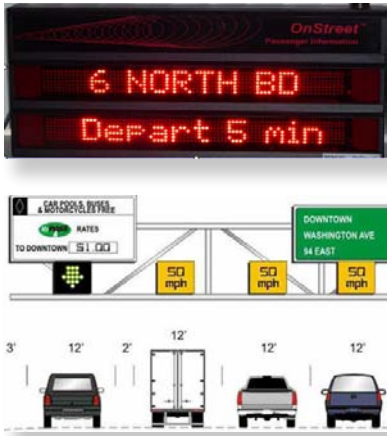 OnStreet™
Passenger Information
6 NORTH BD
Depart 5 min
CAR POOLS, BUSES
& MOTORCYCLES FREE
RATES
TO DOWNTOWN $1.00
DOWNTOWN
WASHINGTON AVE
94 EAST
50 mph
50 mph
50 mph
3' 12' 2' 12' 12' 12'